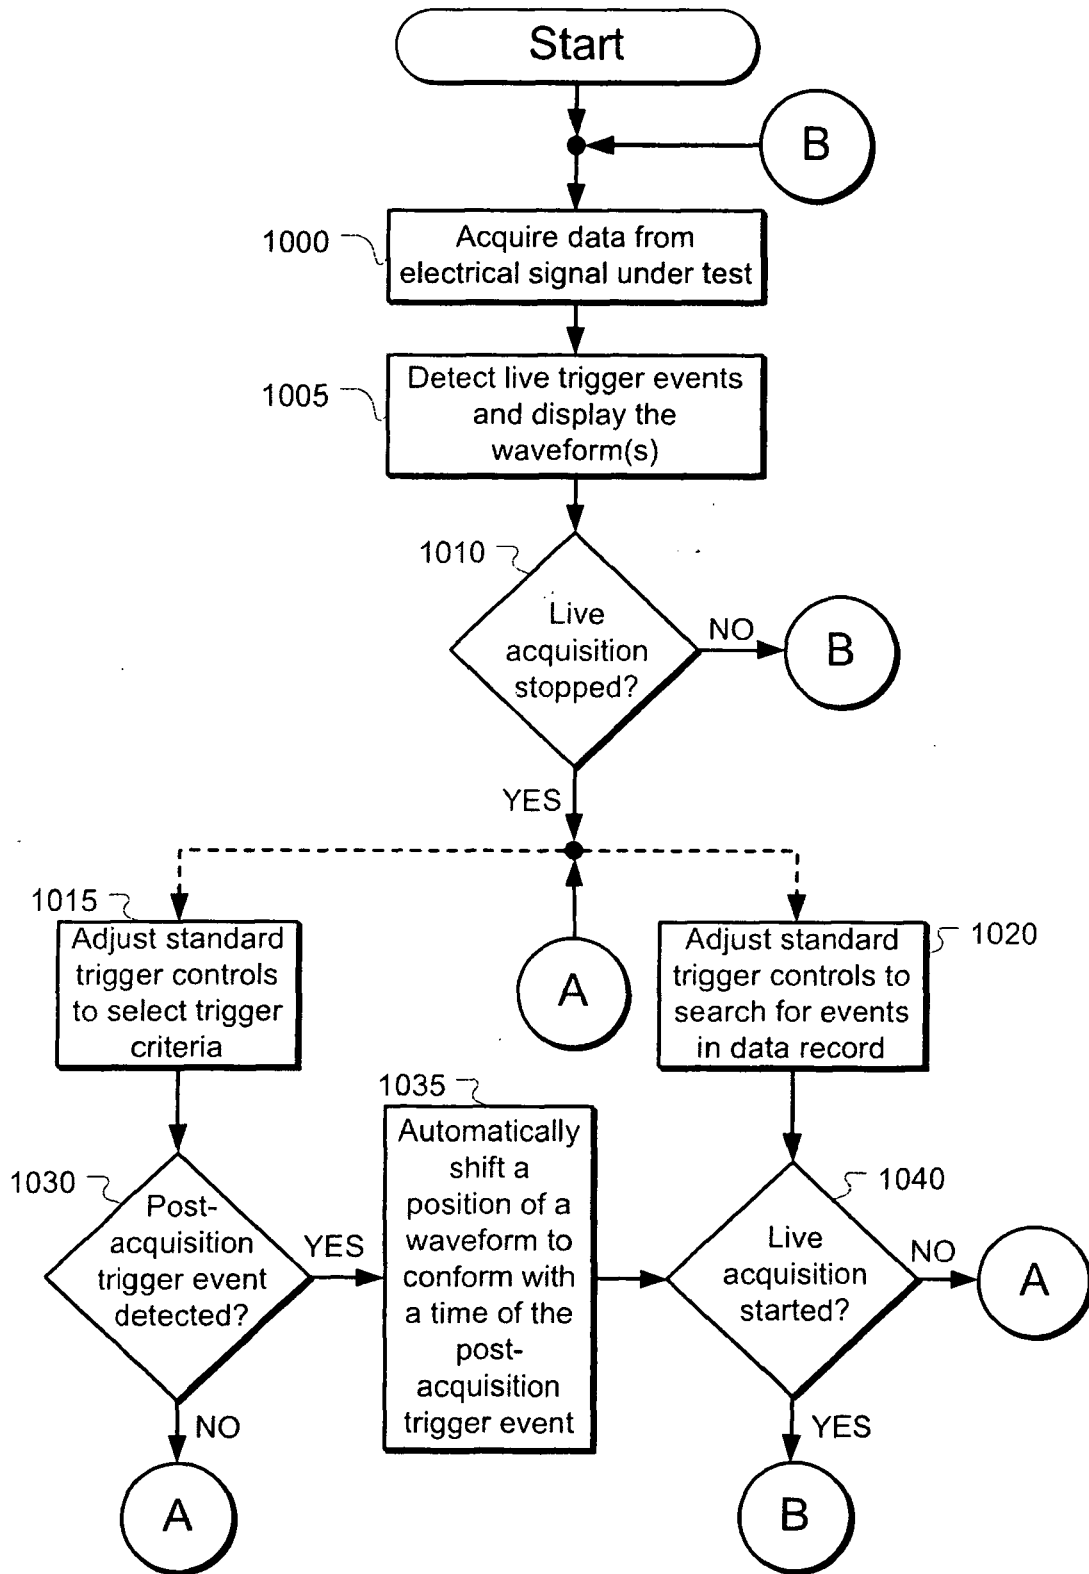 Start
B
1000
Acquire data from
electrical signal under test
1005
Detect live trigger events
and display the
waveform(s)
1010
Live
acquisition
stopped?
NO
B
YES
1015
Adjust standard
trigger controls
to select trigger
criteria
A
1020
Adjust standard
trigger controls to
search for events
in data record
1030
Post-
acquisition
trigger event
detected?
YES
NO
A
1035
Automatically
shift a
position of a
waveform to
conform with
a time of the
post-
acquisition
trigger event
1040
Live
acquisition
started?
NO
A
YES
B